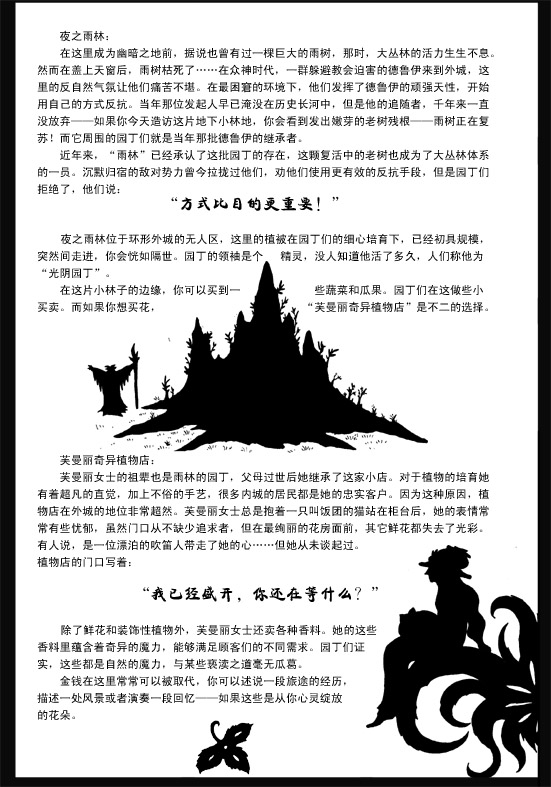 夜之雨林：
在这里成为幽暗之地前，据说也曾有过一棵巨大的雨树，那时，大丛林的活力生生不息。
然而在盖上天窗后，雨树枯死了……在众神时代，一群躲避教会迫害的德鲁伊来到外城，这
里的反自然气氛让他们痛苦不堪。在最困窘的环境下，他们发挥了德鲁伊的顽强天性，开始
用自己的方式反抗。当年那位发起人早已淹没在历史长河中，但是他的追随者，千年来一直
没放弃——如果你今天造访这片地下小林地，你会看到发出嫩芽的老树残根——雨树正在复
苏！而它周围的园丁们就是当年那批德鲁伊的继承者。
近年来，“雨林”已经承认了这批园丁的存在，这颗复活中的老树也成为了大丛林体系
的一员。沉默归宿的敌对势力曾今拉拢过他们，劝他们使用更有效的反抗手段，但是园丁们
拒绝了，他们说：
“方式比目的更重要！”
夜之雨林位于环形外城的无人区，这里的植被在园丁们的细心培育下，已经初具规模，
突然间走进，你会恍如隔世。园丁的领袖是个 精灵，没人知道他活了多久，人们称他为
“光阴园丁”。
在这片小林子的边缘，你可以买到一 些蔬菜和瓜果。园丁们在这做些小
买卖。而如果你想买花， “芙曼丽奇异植物店”是不二的选择。
芙曼丽奇异植物店：
芙曼丽女士的祖辈也是雨林的园丁，父母过世后她继承了这家小店。对于植物的培育她
有着超凡的直觉，加上不俗的手艺，很多内城的居民都是她的忠实客户。因为这种原因，植
物店在外城的地位非常超然。芙曼丽女士总是抱着一只叫饭团的猫站在柜台后，她的表情常
常有些忧郁，虽然门口从不缺少追求者，但在最绚丽的花房面前，其它鲜花都失去了光彩。
有人说，是一位漂泊的吹笛人带走了她的心……但她从未谈起过。
植物店的门口写着：
“我已经盛开，你还在等什么？”
除了鲜花和装饰性植物外，芙曼丽女士还卖各种香料。她的这些
香料里蕴含着奇异的魔力，能够满足顾客们的不同需求。园丁们证
实，这些都是自然的魔力，与某些亵渎之道毫无瓜葛。
金钱在这里常常可以被取代，你可以述说一段旅途的经历，
描述一处风景或者演奏一段回忆——如果这些是从你心灵绽放
的花朵。